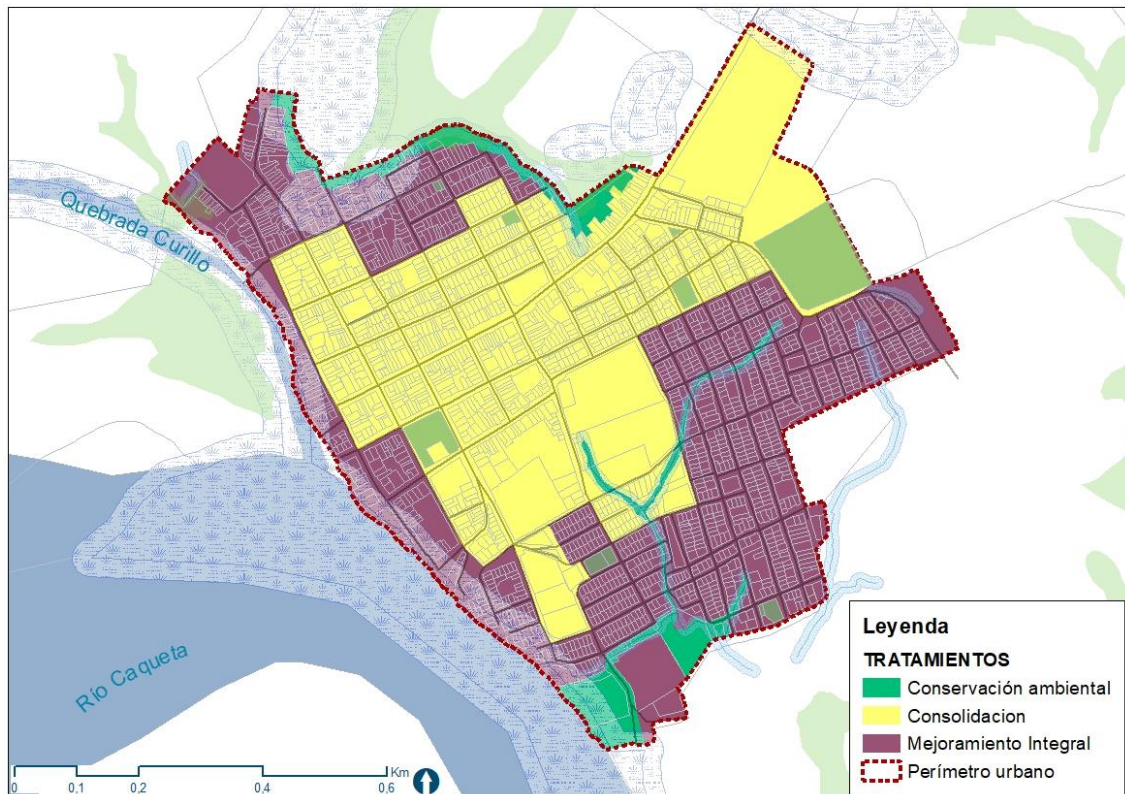 Quebrada Curillo
Río Caqueta
Leyenda
TRATAMIENTOS
Conservación ambiental
Consolidacion
Mejoramiento Integral
Perímetro urbano
Km
0 0,1 0,2 0,4 0,6